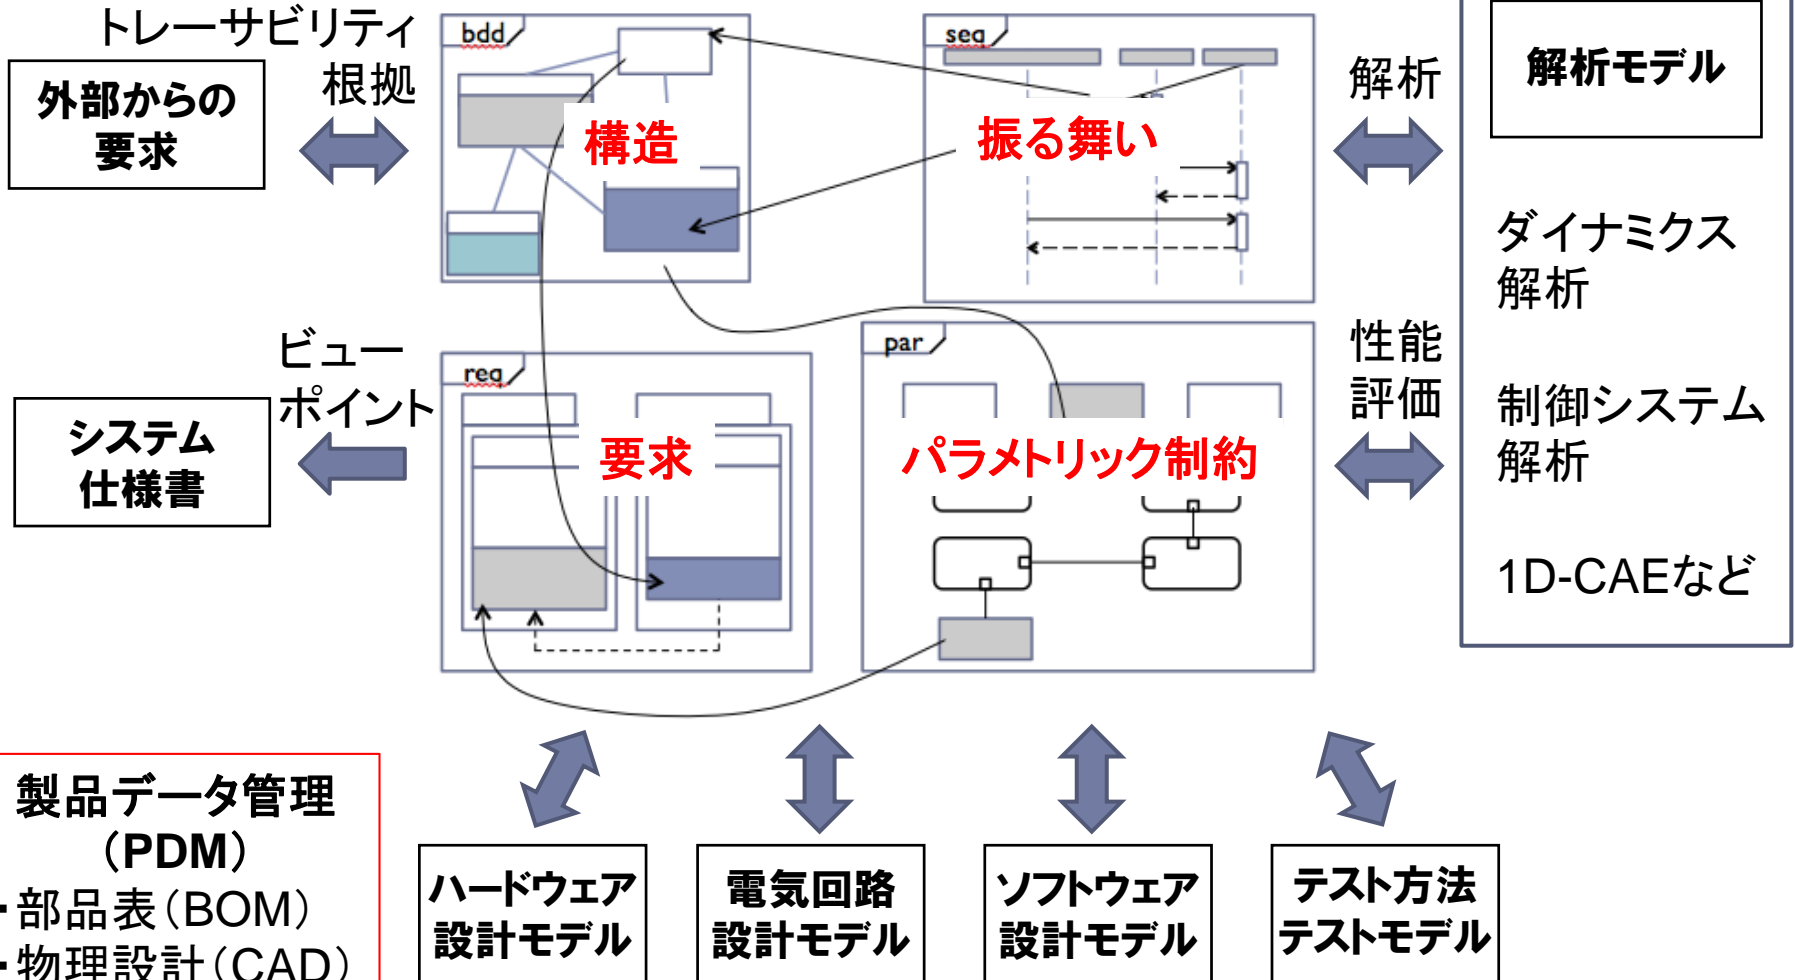 トレーサビリティ
根拠
外部からの
要求
bdd
構造
seq
振る舞い
解析
解析モデル
ダイナミクス
解析
制御システム
解析
1D-CAEなど
ビュー
ポイント
システム
仕様書
req
要求
par
パラメトリック制約
性能
評価
製品データ管理
（PDM）
・部品表（BOM）
・物理設計（CAD）
ハードウェア
設計モデル
電気回路
設計モデル
ソフトウェア
設計モデル
テスト方法
テストモデル